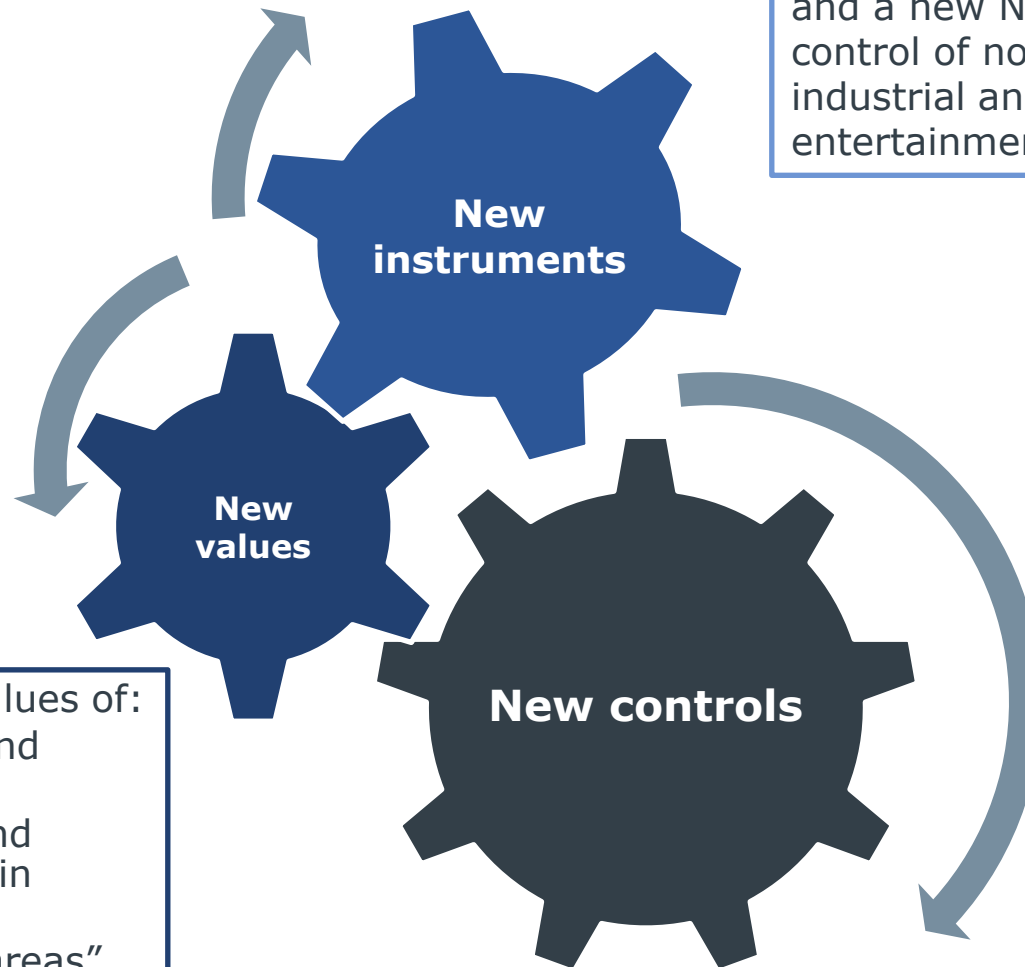 and a new N
control of no
industrial an
entertainmen
New
instruments
New
values
New controls
lues of:
nd
nd
in
areas”